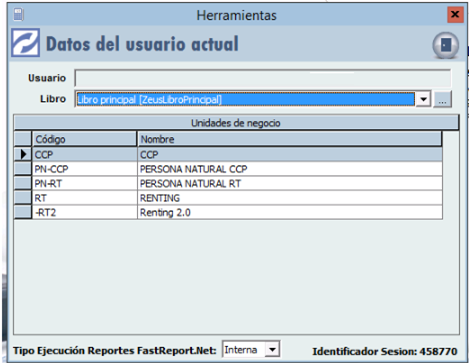 Herramientas
Datos del usuario actual
Usuario
Libro Libro principal [ZeusLibroPrincipal] ...
Unidades de negocio
Código Nombre
CCP CCP
PN-CCP PERSONA NATURAL CCP
PN-RT PERSONA NATURAL RT
RT RENTING
-RT2 Renting 2.0
Tipo Ejecución Reportes FastReport.Net: Interna Identificador Sesion: 458770